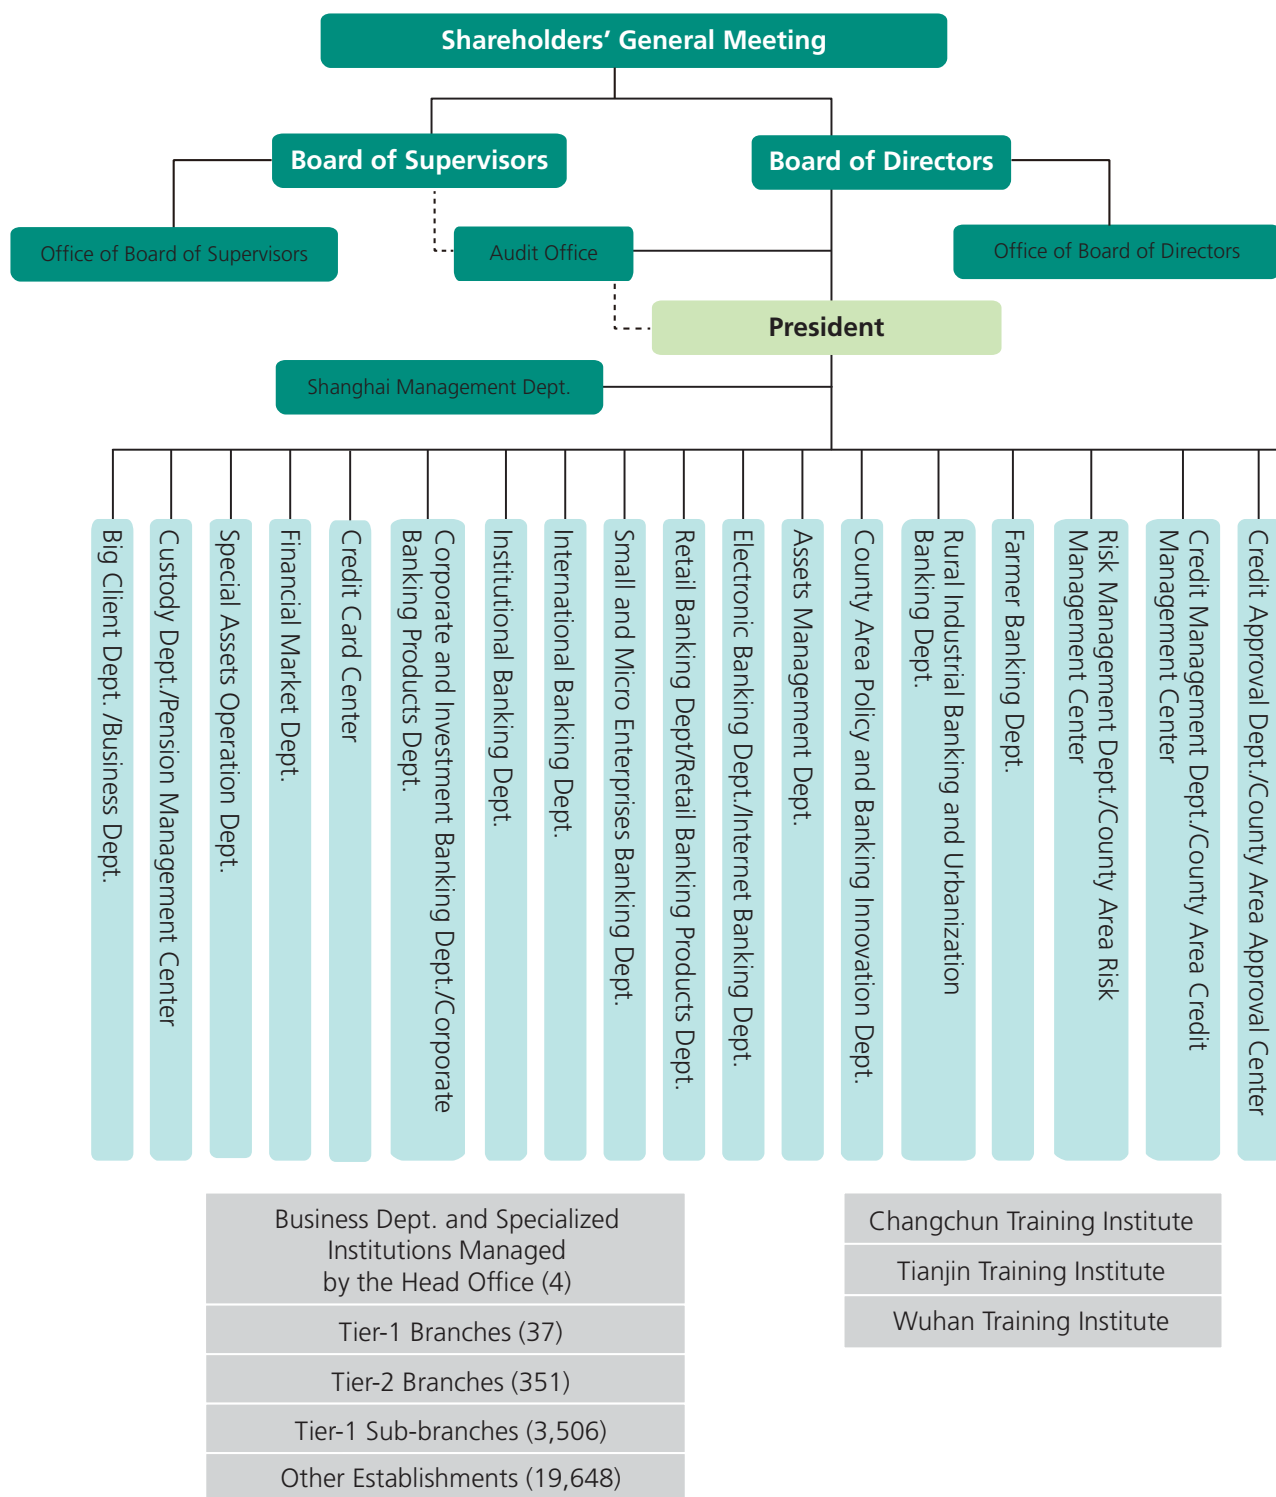 Shareholders’ General Meeting
Board of Supervisors
Board of Directors
Office of Board of Supervisors
Audit Office
Office of Board of Directors
President
Shanghai Management Dept.
Big Client Dept. /Business Dept.
Custody Dept./Pension Management Center
Special Assets Operation Dept.
Financial Market Dept.
Credit Card Center
Corporate and Investment Banking Dept./Corporate
Banking Products Dept.
Institutional Banking Dept.
International Banking Dept.
Small and Micro Enterprises Banking Dept.
Retail Banking Dept/Retail Banking Products Dept.
Electronic Banking Dept./Internet Banking Dept.
Assets Management Dept.
County Area Policy and Banking Innovation Dept.
Rural Industrial Banking and Urbanization
Banking Dept.
Farmer Banking Dept.
Risk Management Dept./County Area Risk
Management Center
Credit Management Dept./County Area Credit
Management Center
Credit Approval Dept./County Area Approval Center
Business Dept. and Specialized
Institutions Managed
by the Head Office (4)
Tier-1 Branches (37)
Tier-2 Branches (351)
Tier-1 Sub-branches (3,506)
Other Establishments (19,648)
Changchun Training Institute
Tianjin Training Institute
Wuhan Training Institute